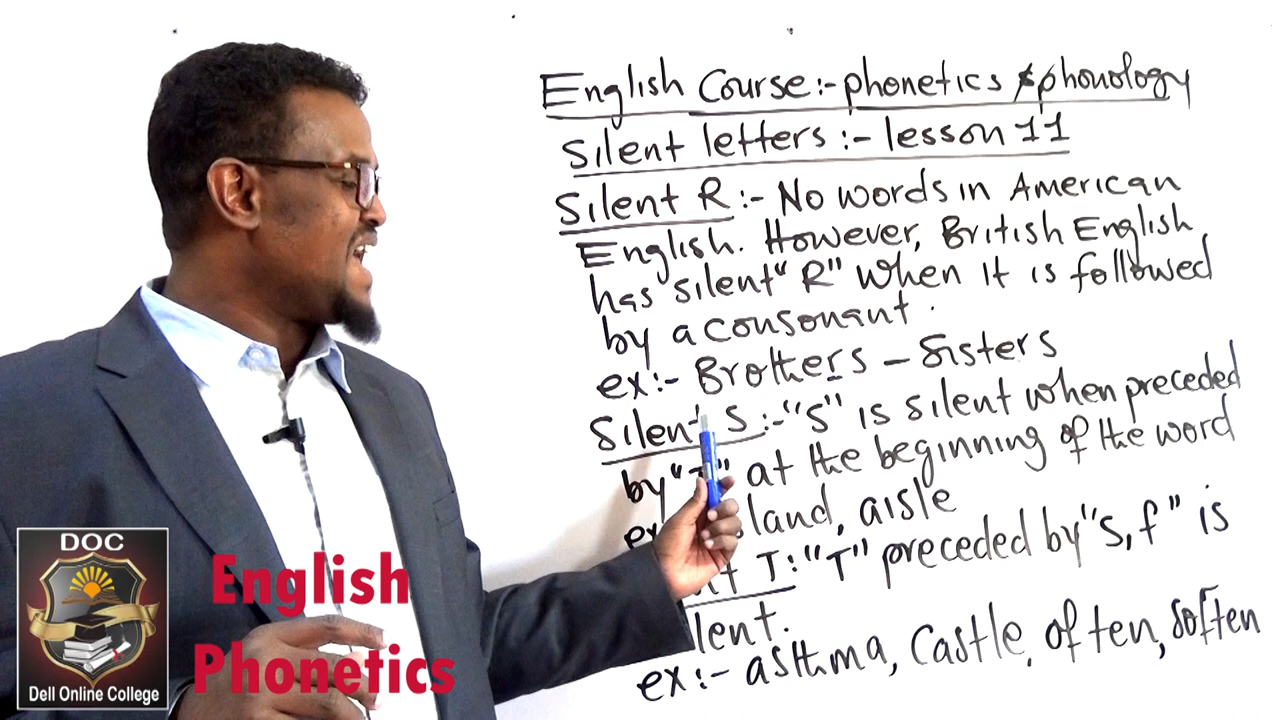 English Course:- phonetics & phonology
Silent letters:- lesson 11
Silent R:- No words in American
English. However, British English
has silent "R" when it is followed
by a consonant.
ex:- Brothers - Sisters
Silent S:- "S" is silent when preceded
by at the beginning of the word
land, aisle
T: "T" preceded by "S, f" is
lent.
ex:- asthma, Castle, often, soften
DOC
Dell Online College
English
Phonetics